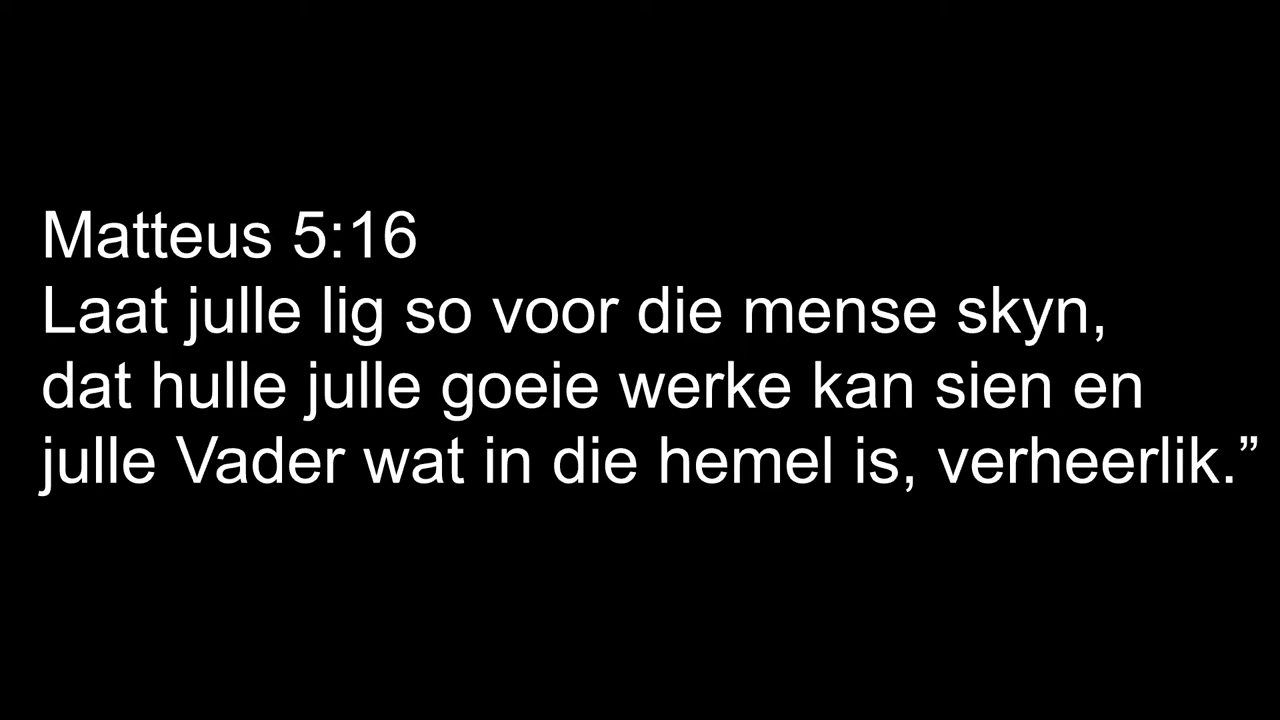 Matteus 5:16
Laat julle lig so voor die mense skyn,
dat hulle julle goeie werke kan sien en
julle Vader wat in die hemel is, verheerlik.”